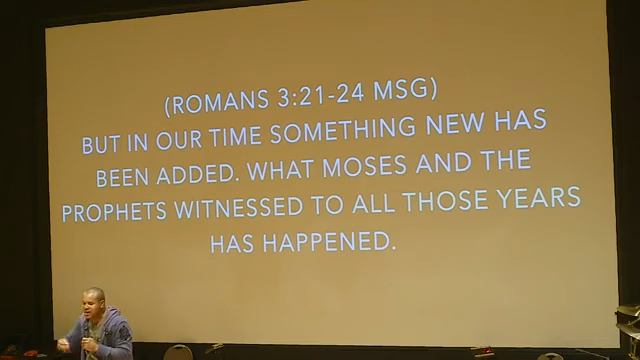 (ROMANS 3:21-24 MSG)
BUT IN OUR TIME SOMETHING NEW HAS
BEEN ADDED. WHAT MOSES AND THE
PROPHETS WITNESSED TO ALL THOSE YEARS
HAS HAPPENED.